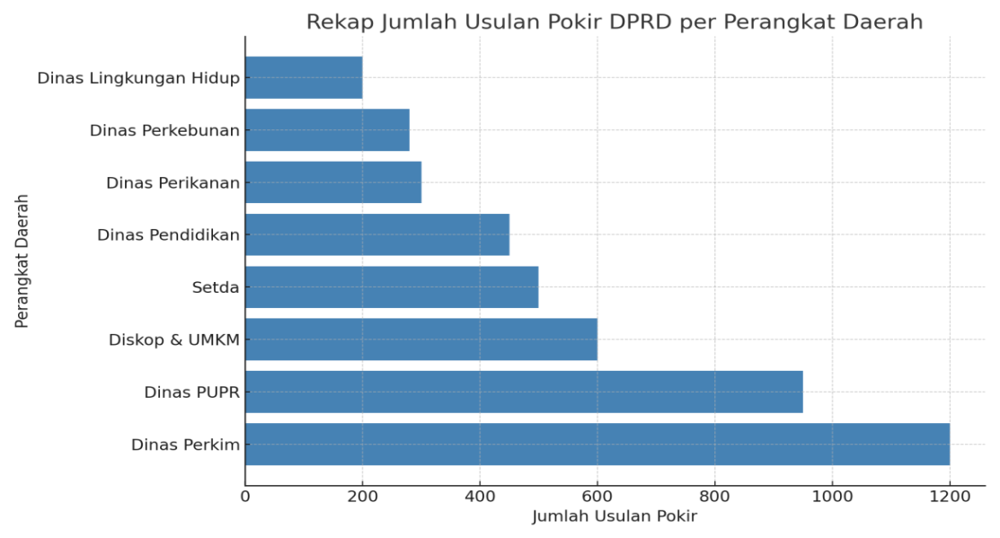 Rekap Jumlah Usulan Pokir DPRD per Perangkat Daerah
Perangkat Daerah
Dinas Lingkungan Hidup
Dinas Perkebunan
Dinas Perikanan
Dinas Pendidikan
Setda
Diskop & UMKM
Dinas PUPR
Dinas Perkim
0 200 400 600 800 1000 1200
Jumlah Usulan Pokir